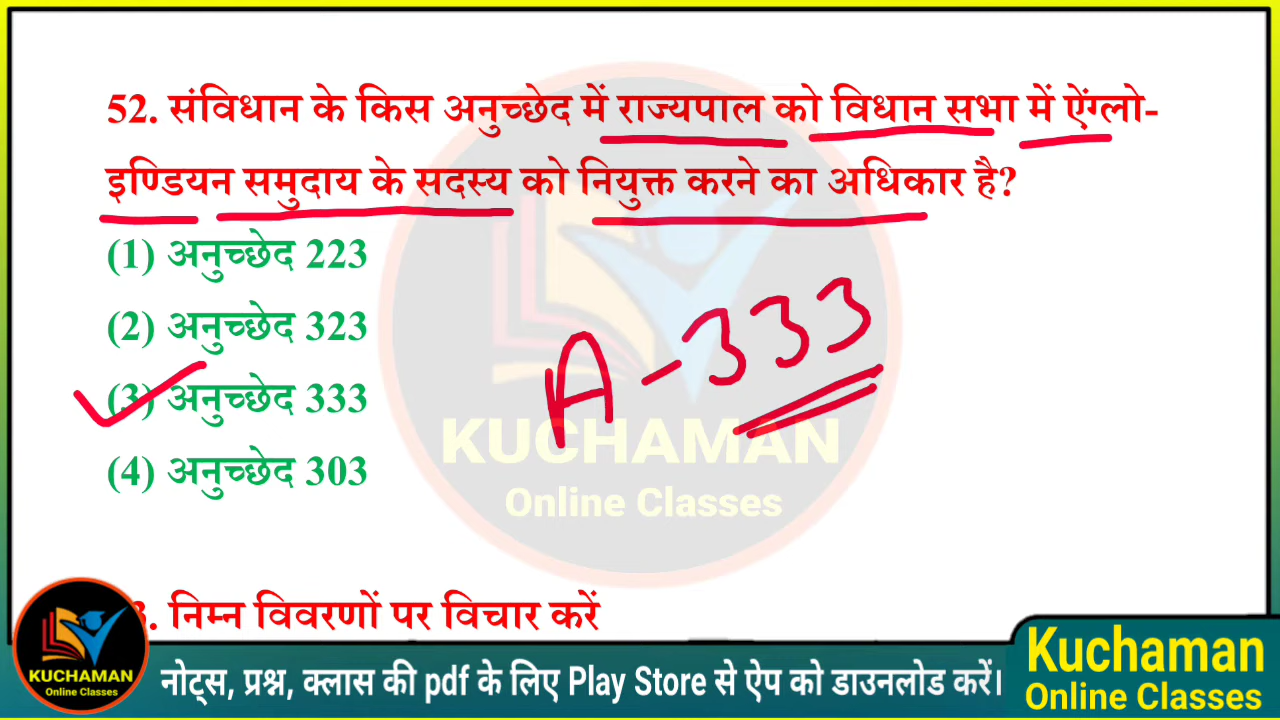 52. संविधान के किस अनुच्छेद में राज्यपाल को विधान सभा में ऐंग्लो-
इण्डियन समुदाय के सदस्य को नियुक्त करने का अधिकार है?
(1) अनुच्छेद 223
(2) अनुच्छेद 323
(3) अनुच्छेद 333
(4) अनुच्छेद 303
A-333
KUCHAMAN
Online Classes
3. निम्न विवरणों पर विचार करें
KUCHAMAN
Online Classes
नोट्स, प्रश्न, क्लास की pdf के लिए Play Store से ऐप को डाउनलोड करें।
Kuchaman
Online Classes